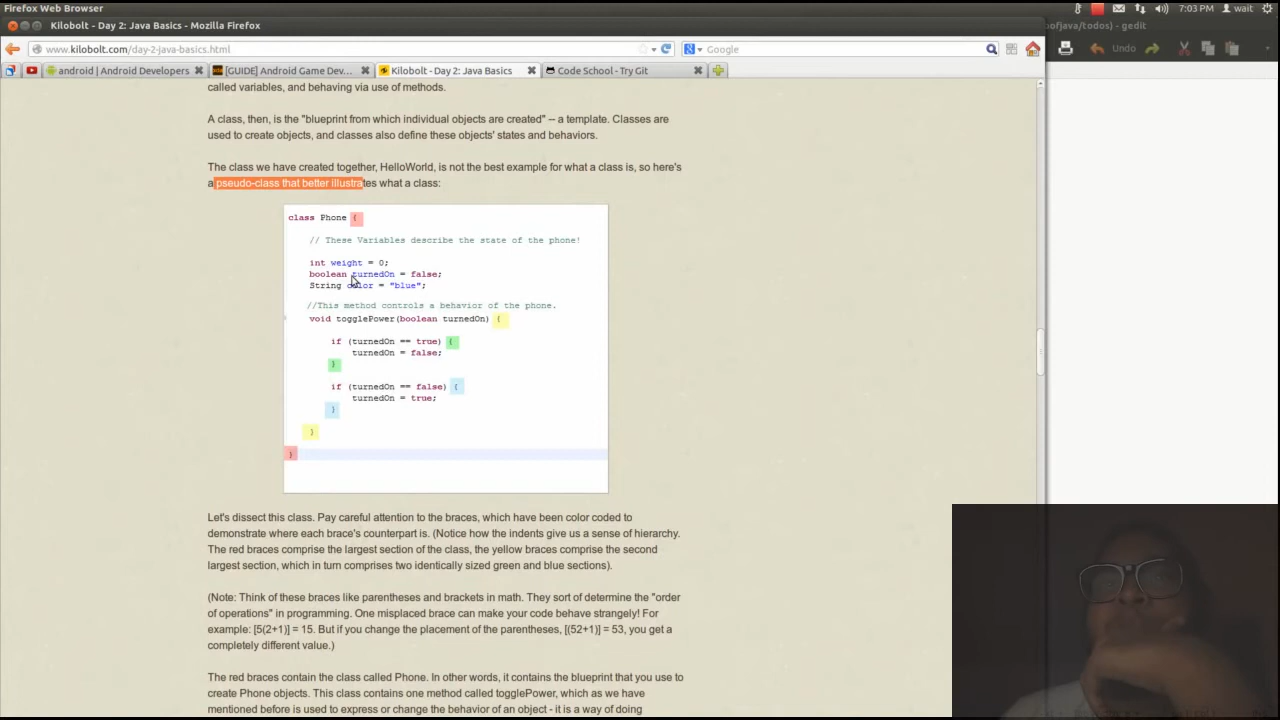 Firefox Web Browser
7:03 PM wait
Kilobolt - Day 2: Java Basics - Mozilla Firefox
ofjava/todos) - gedit
www.kilobolt.com/day-2-java-basics.html
Google
Undo
android | Android Developers
[GUIDE] Android Game Dev...
Kilobolt - Day 2: Java Basics
Code School - Try Git
called variables, and behaving via use of methods.
A class, then, is the "blueprint from which individual objects are created" -- a template. Classes are
used to create objects, and classes also define these objects' states and behaviors.
The class we have created together, HelloWorld, is not the best example for what a class is, so here's
a pseudo-class that better illustrates what a class:
class Phone {
// These Variables describe the state of the phone!
int weight = 0;
boolean turnedOn = false;
String color = "blue";
//This method controls a behavior of the phone.
void togglePower(boolean turnedOn) {
if (turnedOn == true) {
turnedOn = false;
}
if (turnedOn == false) {
turnedOn = true;
}
}
}
Let's dissect this class. Pay careful attention to the braces, which have been color coded to
demonstrate where each brace's counterpart is. (Notice how the indents give us a sense of hierarchy.
The red braces comprise the largest section of the class, the yellow braces comprise the second
largest section, which in turn comprises two identically sized green and blue sections).
(Note: Think of these braces like parentheses and brackets in math. They sort of determine the "order
of operations" in programming. One misplaced brace can make your code behave strangely! For
example: [5(2+1)] = 15. But if you change the placement of the parentheses, [(52+1)] = 53, you get a
completely different value.)
The red braces contain the class called Phone. In other words, it contains the blueprint that you use to
create Phone objects. This class contains one method called togglePower, which as we have
mentioned before is used to express or change the behavior of an object - it is a way of doing